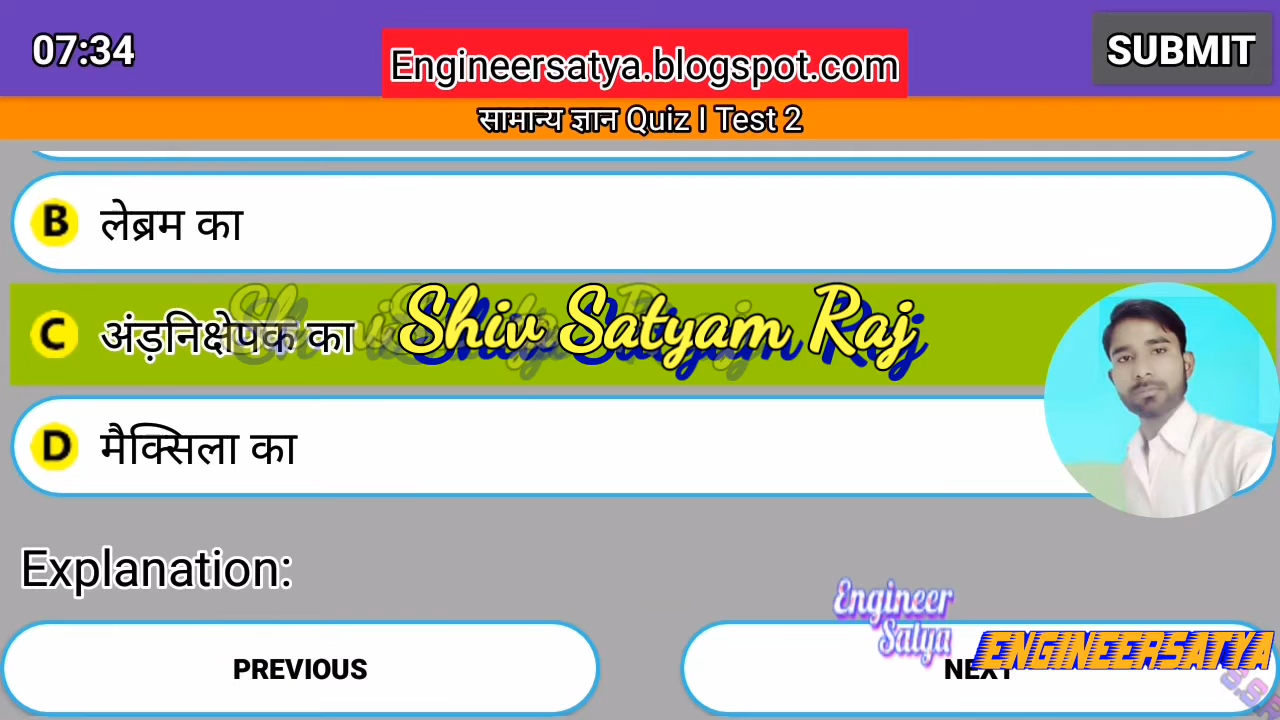 07:34
Engineersatya.blogspot.com
SUBMIT
सामान्य ज्ञान Quiz I Test 2
B लेब्रम का
C अंड़निक्षेपक का
Shiv Satyam Raj
D मैक्सिला का
Explanation:
Engineer
Satya
ENGINEERSATYA
PREVIOUS
NEXT